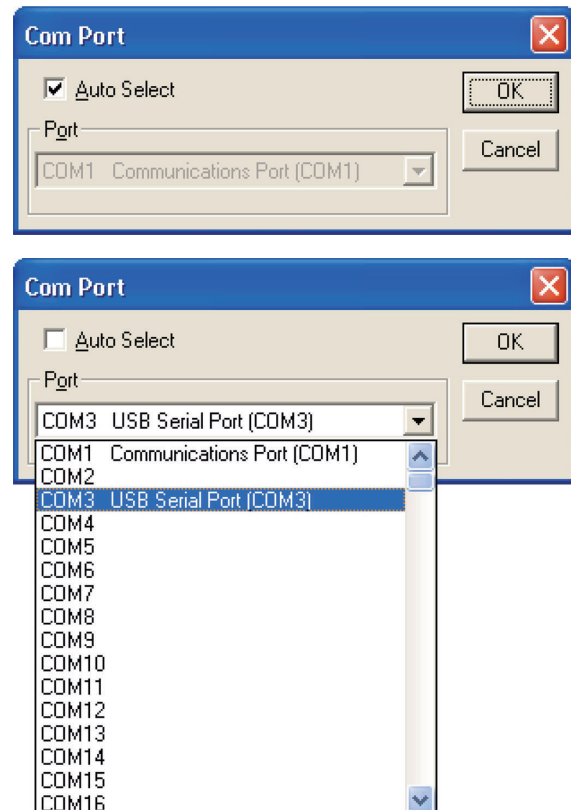 Com Port
Auto Select
OK
Port
Cancel
COM1 Communications Port (COM1)
Com Port
Auto Select
OK
Port
Cancel
COM3 USB Serial Port (COM3)
COM1 Communications Port (COM1)
COM2
COM3 USB Serial Port (COM3)
COM4
COM5
COM6
COM7
COM8
COM9
COM10
COM11
COM12
COM13
COM14
COM15
COM16